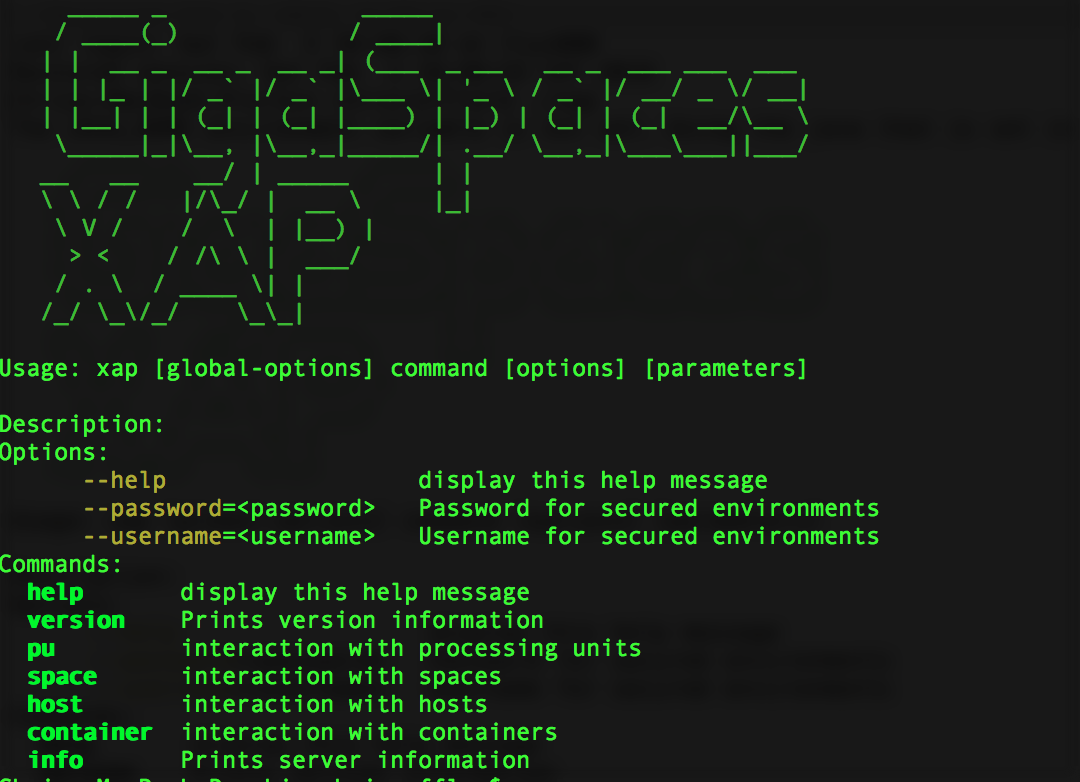 GigaSpaces
XAP
Usage: xap [global-options] command [options] [parameters]
Description:
Options:
--help display this help message
--password=<password> Password for secured environments
--username=<username> Username for secured environments
Commands:
help display this help message
version Prints version information
pu interaction with processing units
space interaction with spaces
host interaction with hosts
container interaction with containers
info Prints server information